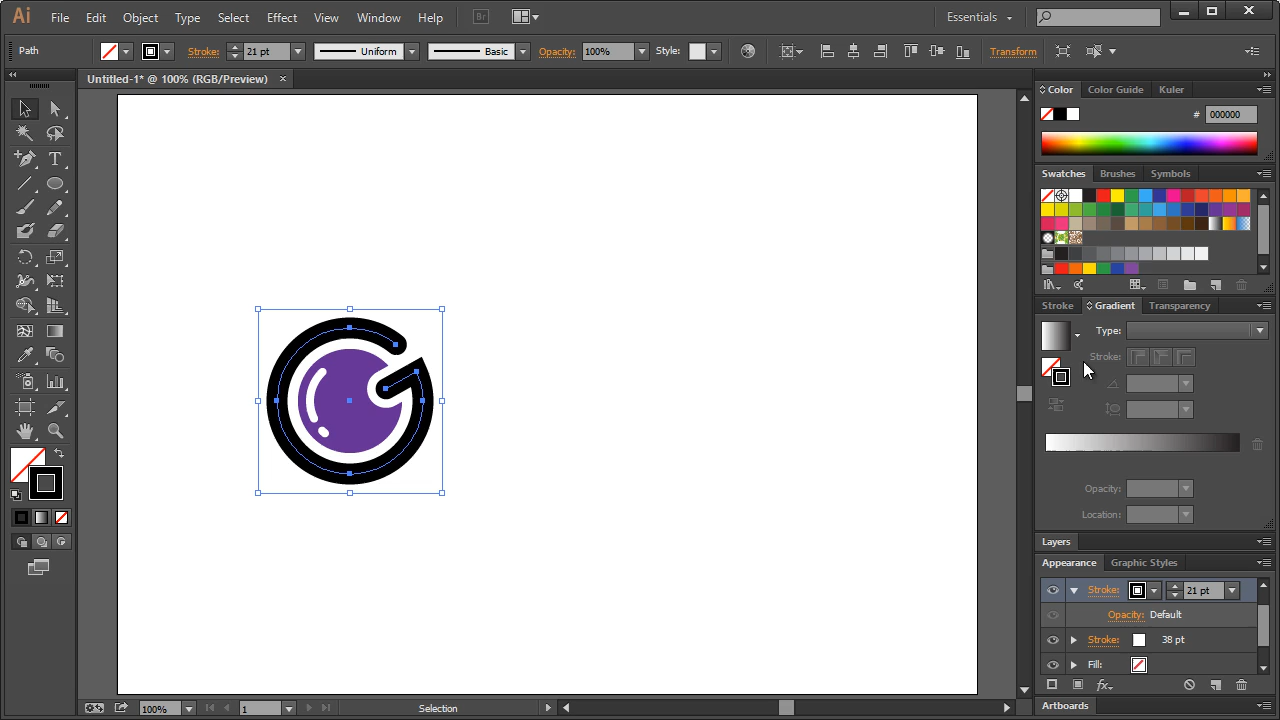 Ai File Edit Object Type Select Effect View Window Help Br Essentials
Path Stroke: 21 pt Uniform Basic Opacity: 100% Style: Transform
Untitled-1* @ 100% (RGB/Preview)
Color Color Guide Kuler
# 000000
Swatches Brushes Symbols
Stroke Gradient Transparency
Type:
Stroke:
Opacity:
Location:
Layers
Appearance Graphic Styles
Stroke: 21 pt
Opacity: Default
Stroke: 38 pt
Fill:
fx
Artboards
100% 1 Selection